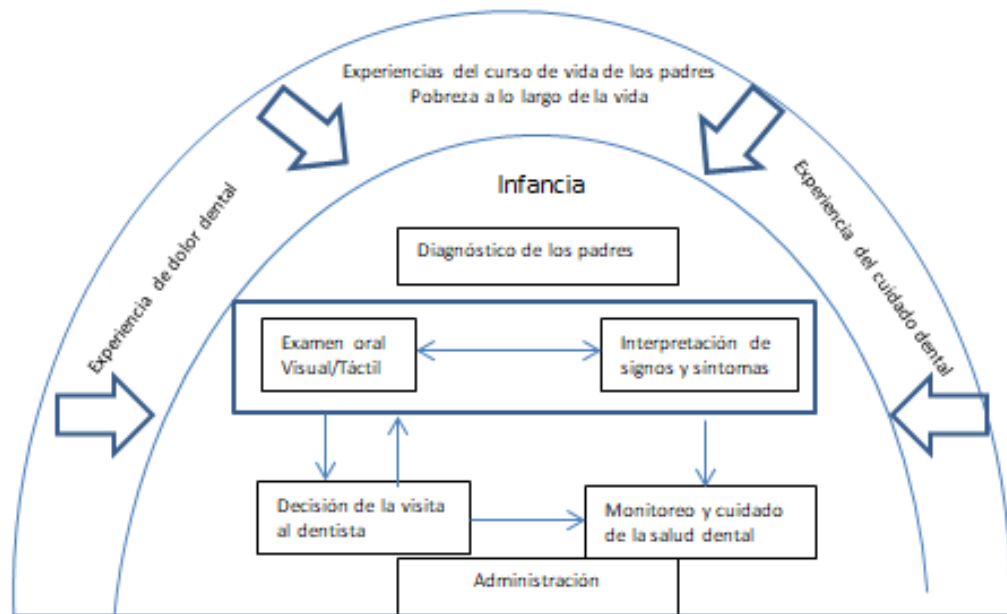 Experiencias del curso de vida de los padres
Pobreza a lo largo de la vida
Experiencia de dolor dental
Experiencia del cuidado dental
Infancia
Diagnóstico de los padres
Examen oral
Visual/Táctil
Interpretación de
signos y síntomas
Decisión de la visita
al dentista
Monitoreo y cuidado
de la salud dental
Administración